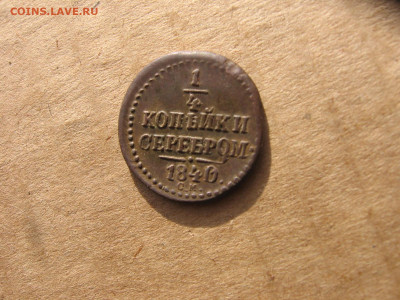 COINS.LAVE.RU
1
4
КОПѢЙКИ
СЕРЕБРОМ.
1840.